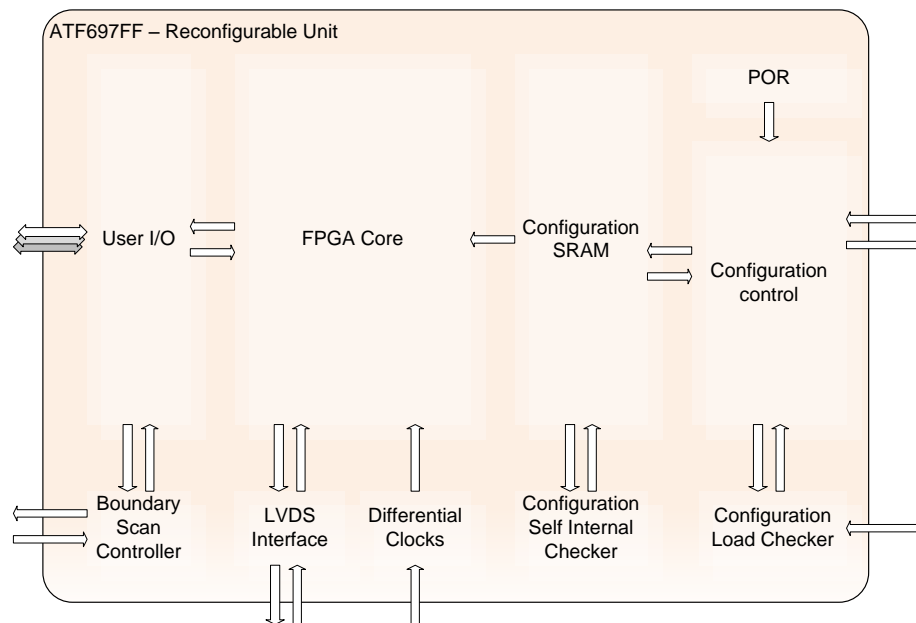 ATF697FF – Reconfigurable Unit
POR
User I/O
FPGA Core
Configuration
SRAM
Configuration
control
Boundary
Scan
Controller
LVDS
Interface
Differential
Clocks
Configuration
Self Internal
Checker
Configuration
Load Checker